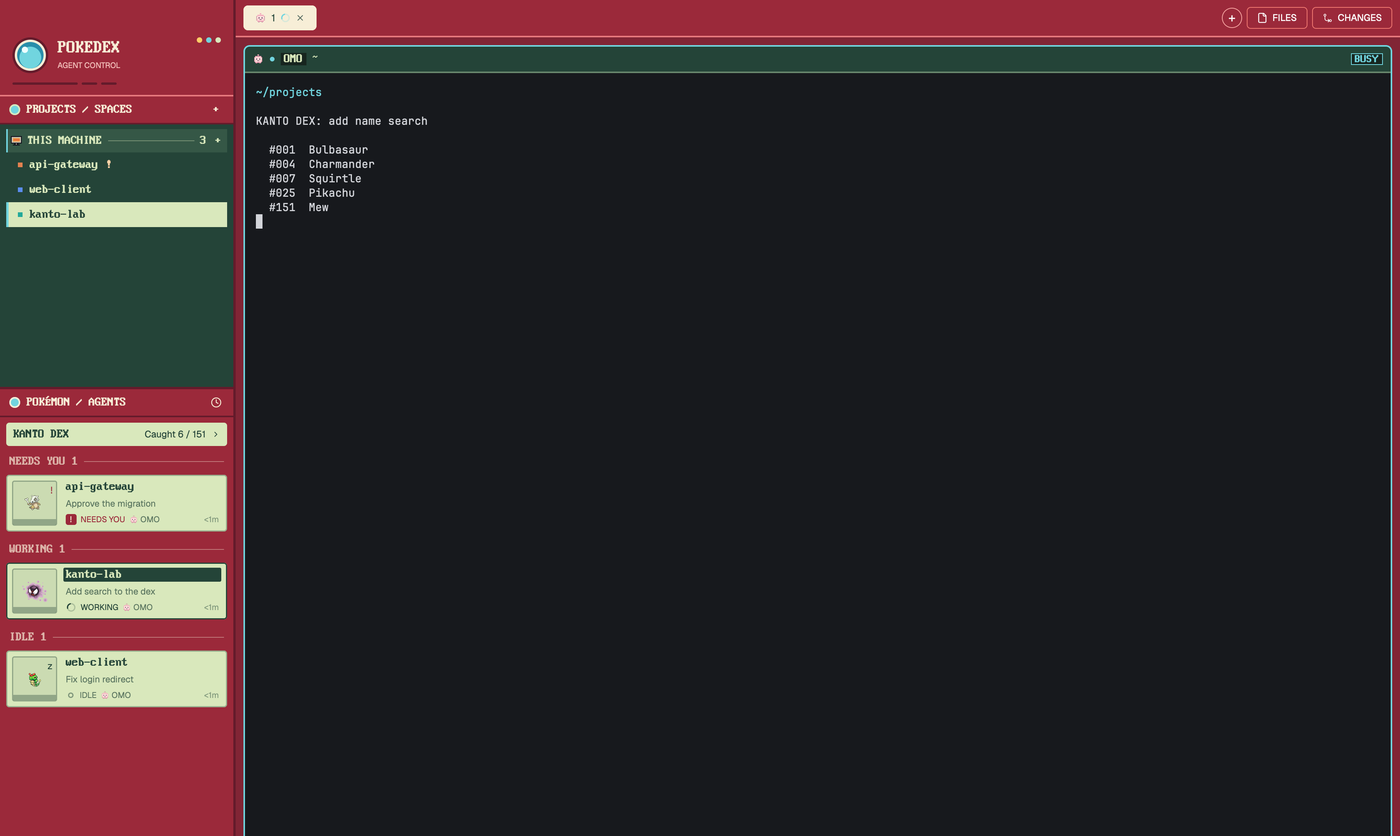 POKEDEX
AGENT CONTROL
PROJECTS / SPACES +
THIS MACHINE 3 +
api-gateway !
web-client
kanto-lab
POKÉMON / AGENTS
KANTO DEX Caught 6 / 151 >
NEEDS YOU 1
!
api-gateway
Approve the migration
! NEEDS YOU OMO <1m
WORKING 1
kanto-lab
Add search to the dex
WORKING OMO <1m
IDLE 1
z
web-client
Fix login redirect
IDLE OMO <1m
1 ×
+ FILES CHANGES
OMO ~ BUSY
~/projects
KANTO DEX: add name search
#001 Bulbasaur
#004 Charmander
#007 Squirtle
#025 Pikachu
#151 Mew